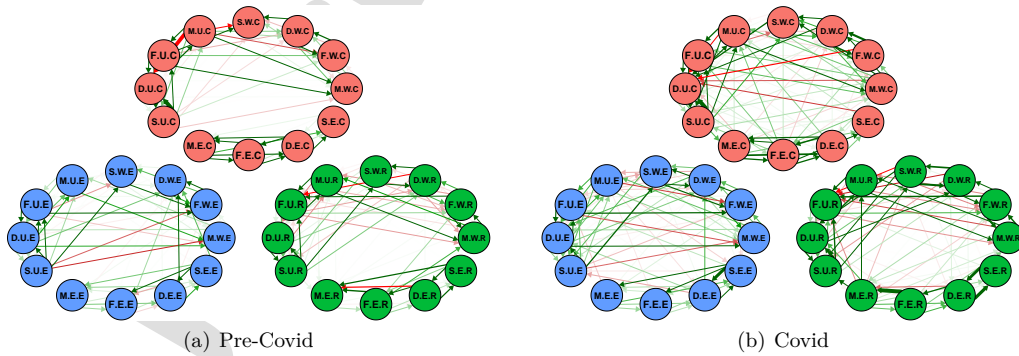 S.W.C
M.U.C
D.W.C
F.U.C
F.W.C
D.U.C
M.W.C
S.U.C
S.E.C
M.E.C
D.E.C
F.E.C
S.W.E
M.U.E
D.W.E
F.U.E
F.W.E
D.U.E
M.W.E
S.U.E
S.E.E
M.E.E
D.E.E
F.E.E
S.W.R
M.U.R
D.W.R
F.U.R
F.W.R
D.U.R
M.W.R
S.U.R
S.E.R
M.E.R
D.E.R
F.E.R
(a) Pre-Covid
S.W.C
M.U.C
D.W.C
F.U.C
F.W.C
D.U.C
M.W.C
S.U.C
S.E.C
M.E.C
D.E.C
F.E.C
S.W.E
M.U.E
D.W.E
F.U.E
F.W.E
D.U.E
M.W.E
S.U.E
S.E.E
M.E.E
D.E.E
F.E.E
S.W.R
M.U.R
D.W.R
F.U.R
F.W.R
D.U.R
M.W.R
S.U.R
S.E.R
M.E.R
D.E.R
F.E.R
(b) Covid